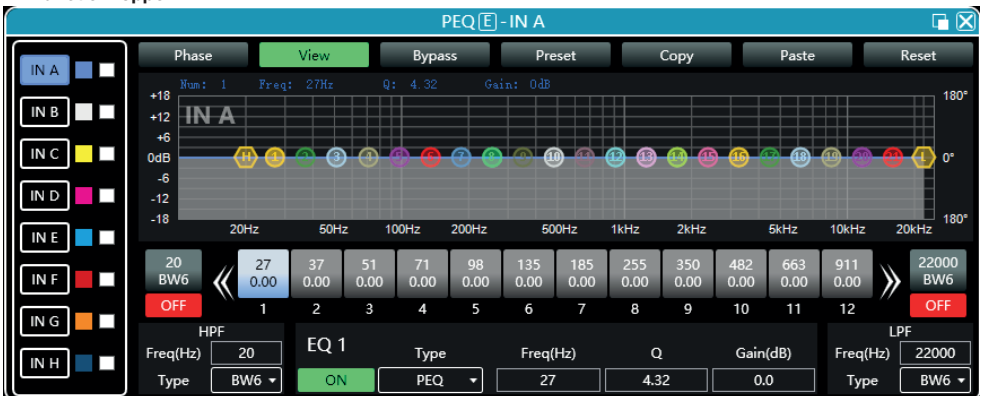 PEQ E - IN A
Phase View Bypass Preset Copy Paste Reset
Num: 1 Freq: 27Hz Q: 4.32 Gain: 0dB
IN A
IN B
IN C
IN D
IN E
IN F
IN G
IN H
+18 180°
+12 IN A
+6
0dB H 1 2 3 4 5 6 7 8 9 10 11 12 13 14 15 16 17 18 19 20 21 L 0°
-6
-12
-18 180°
20Hz 50Hz 100Hz 200Hz 500Hz 1kHz 2kHz 5kHz 10kHz 20kHz
20 27 37 51 71 98 135 185 255 350 482 663 911 22000
BW6 0.00 0.00 0.00 0.00 0.00 0.00 0.00 0.00 0.00 0.00 0.00 0.00 BW6
OFF 1 2 3 4 5 6 7 8 9 10 11 12 OFF
HPF
Freq(Hz) 20
Type BW6
EQ 1 Type Freq(Hz) Q Gain(dB)
ON PEQ 27 4.32 0.0
LPF
Freq(Hz) 22000
Type BW6